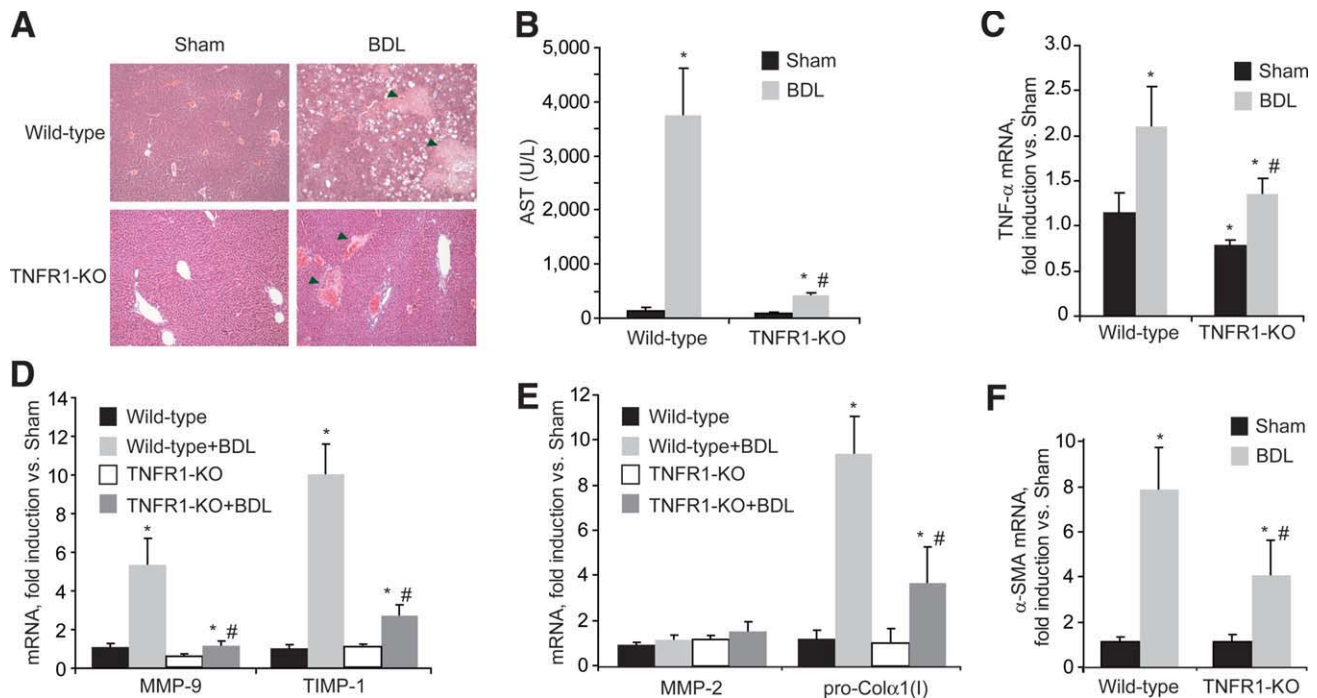 A
Sham BDL
Wild-type
TNFR1-KO
B
5,000
4,000
3,000
2,000
1,000
0
AST (U/L)
*
* #
Sham
BDL
Wild-type TNFR1-KO
C
3.0
2.5
2.0
1.5
1.0
0.5
0
TNF-α mRNA,
fold induction vs. Sham
*
*
* #
Sham
BDL
Wild-type TNFR1-KO
D
14
12
10
8
6
4
2
0
mRNA, fold induction vs. Sham
Wild-type
Wild-type+BDL
TNFR1-KO
TNFR1-KO+BDL
*
* #
*
* #
MMP-9 TIMP-1
E
12
10
8
6
4
2
0
mRNA, fold induction vs. Sham
Wild-type
Wild-type+BDL
TNFR1-KO
TNFR1-KO+BDL
*
* #
MMP-2 pro-Colα1(I)
F
10
8
6
4
2
0
α-SMA mRNA,
fold induction vs. Sham
*
* #
Sham
BDL
Wild-type TNFR1-KO